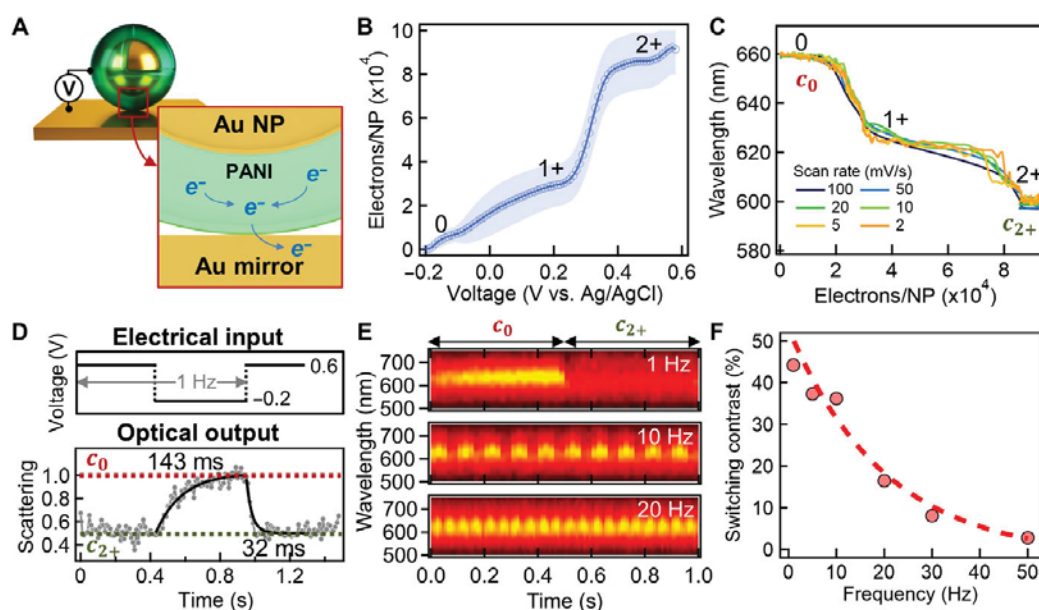 A
V
Au NP
PANI
e⁻ e⁻ e⁻
e⁻
Au mirror
B
Electrons/NP (x10⁴)
10
8
6
4
2
0
0
1+
2+
−0.2 0.0 0.2 0.4 0.6
Voltage (V vs. Ag/AgCl)
C
Wavelength (nm)
660
640
620
600
580
0
c₀
1+
2+
c₂₊
Scan rate (mV/s)
100 50
20 10
5 2
0 2 4 6 8
Electrons/NP (x10⁴)
D
Electrical input
Voltage (V)
1 Hz
0.6
−0.2
Optical output
Scattering
1.0
0.8
0.6
0.4
c₀
143 ms
c₂₊
32 ms
0 0.4 0.8 1.2
Time (s)
E
c₀ c₂₊
Wavelength (nm)
700
600
500
1 Hz
700
600
500
10 Hz
700
600
500
20 Hz
0.0 0.2 0.4 0.6 0.8 1.0
Time (s)
F
Switching contrast (%)
50
40
30
20
10
0
0 10 20 30 40 50
Frequency (Hz)